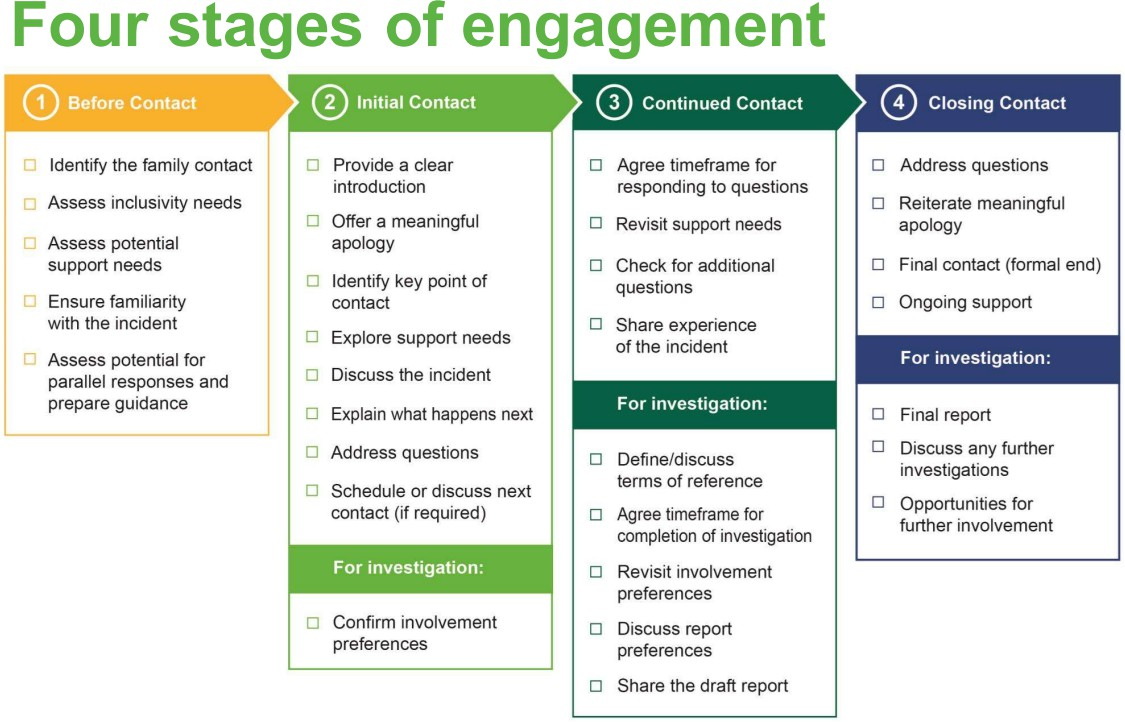 Four stages of engagement
1 Before Contact
Identify the family contact
Assess inclusivity needs
Assess potential
support needs
Ensure familiarity
with the incident
Assess potential for
parallel responses and
prepare guidance
2 Initial Contact
Provide a clear
introduction
Offer a meaningful
apology
Identify key point of
contact
Explore support needs
Discuss the incident
Explain what happens next
Address questions
Schedule or discuss next
contact (if required)
For investigation:
Confirm involvement
preferences
3 Continued Contact
Agree timeframe for
responding to questions
Revisit support needs
Check for additional
questions
Share experience
of the incident
For investigation:
Define/discuss
terms of reference
Agree timeframe for
completion of investigation
Revisit involvement
preferences
Discuss report
preferences
Share the draft report
4 Closing Contact
Address questions
Reiterate meaningful
apology
Final contact (formal end)
Ongoing support
For investigation:
Final report
Discuss any further
investigations
Opportunities for
further involvement